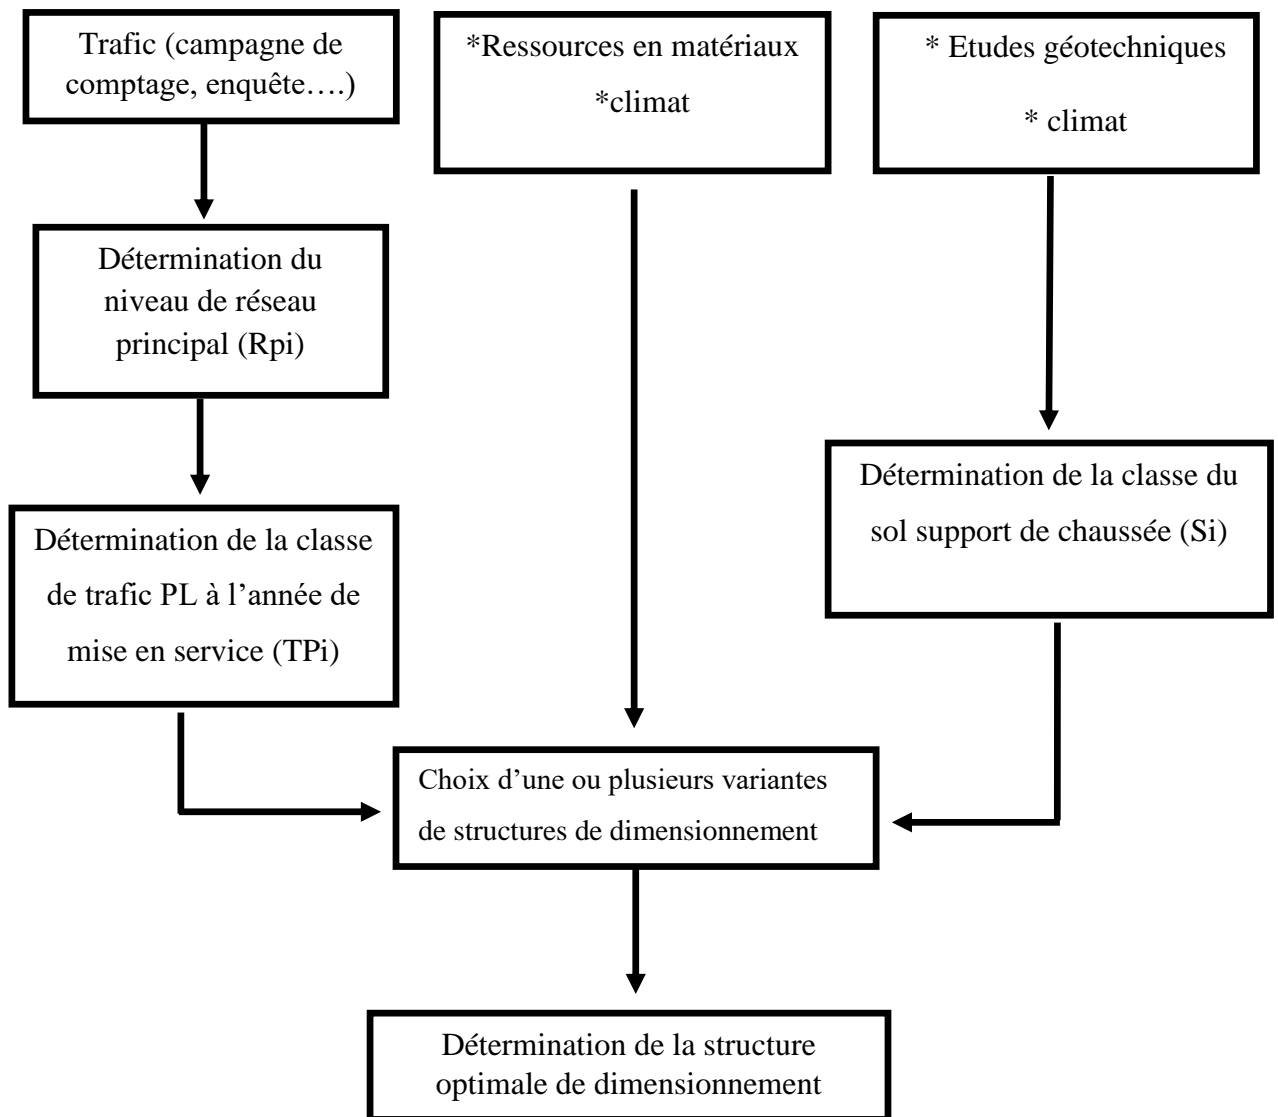 Trafic (campagne de
comptage, enquête….)
*Ressources en matériaux
*climat
* Etudes géotechniques
* climat
Détermination du
niveau de réseau
principal (Rpi)
Détermination de la classe du
sol support de chaussée (Si)
Détermination de la classe
de trafic PL à l’année de
mise en service (TPi)
Choix d’une ou plusieurs variantes
de structures de dimensionnement
Détermination de la structure
optimale de dimensionnement